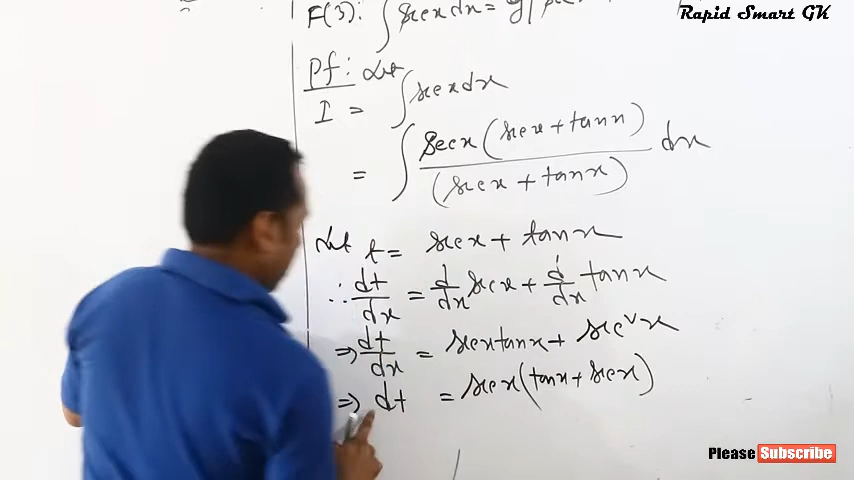 Rapid Smart GK
F(3): ∫ secx dx =
Pf: Let
I = ∫ secx dx
= ∫ secx (secx + tanx) / (secx + tanx) dx
Let t = secx + tanx
∴ dt/dx = d/dx secx + d/dx tanx
⇒ dt/dx = secx tanx + sec²x
⇒ dt = secx (tanx + secx)
Please Subscribe